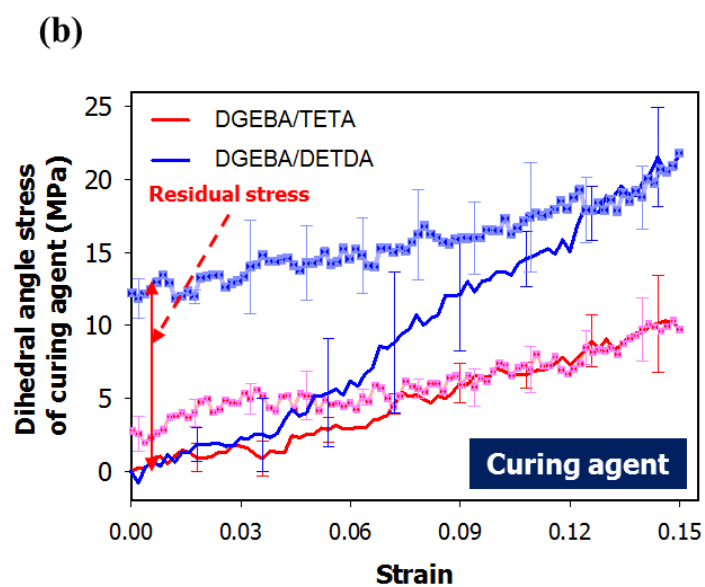 (b)
Dihedral angle stress
of curing agent (MPa)
25
20
15
10
5
0
DGEBA/TETA
DGEBA/DETDA
Residual stress
Curing agent
0.00 0.03 0.06 0.09 0.12 0.15
Strain